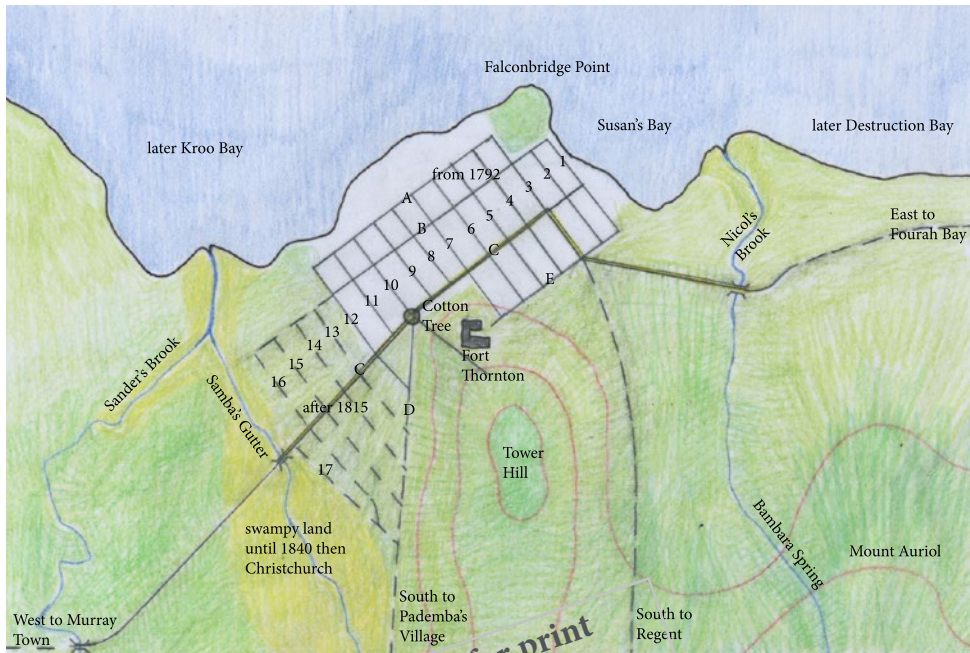 Falconbridge Point
later Kroo Bay
Susan's Bay
later Destruction Bay
from 1792
1
2
3
4
5
6
7
8
9
10
11
12
13
14
15
16
17
A
B
C
E
C
D
Nicol's
Brook
East to
Fourah Bay
Cotton
Tree
Fort
Thornton
Sander's Brook
Samba's Gutter
after 1815
Tower
Hill
swampy land
until 1840 then
Christchurch
Bambara Spring
Mount Auriol
West to Murray
Town
South to
Pademba's
Village
South to
Regent
for print